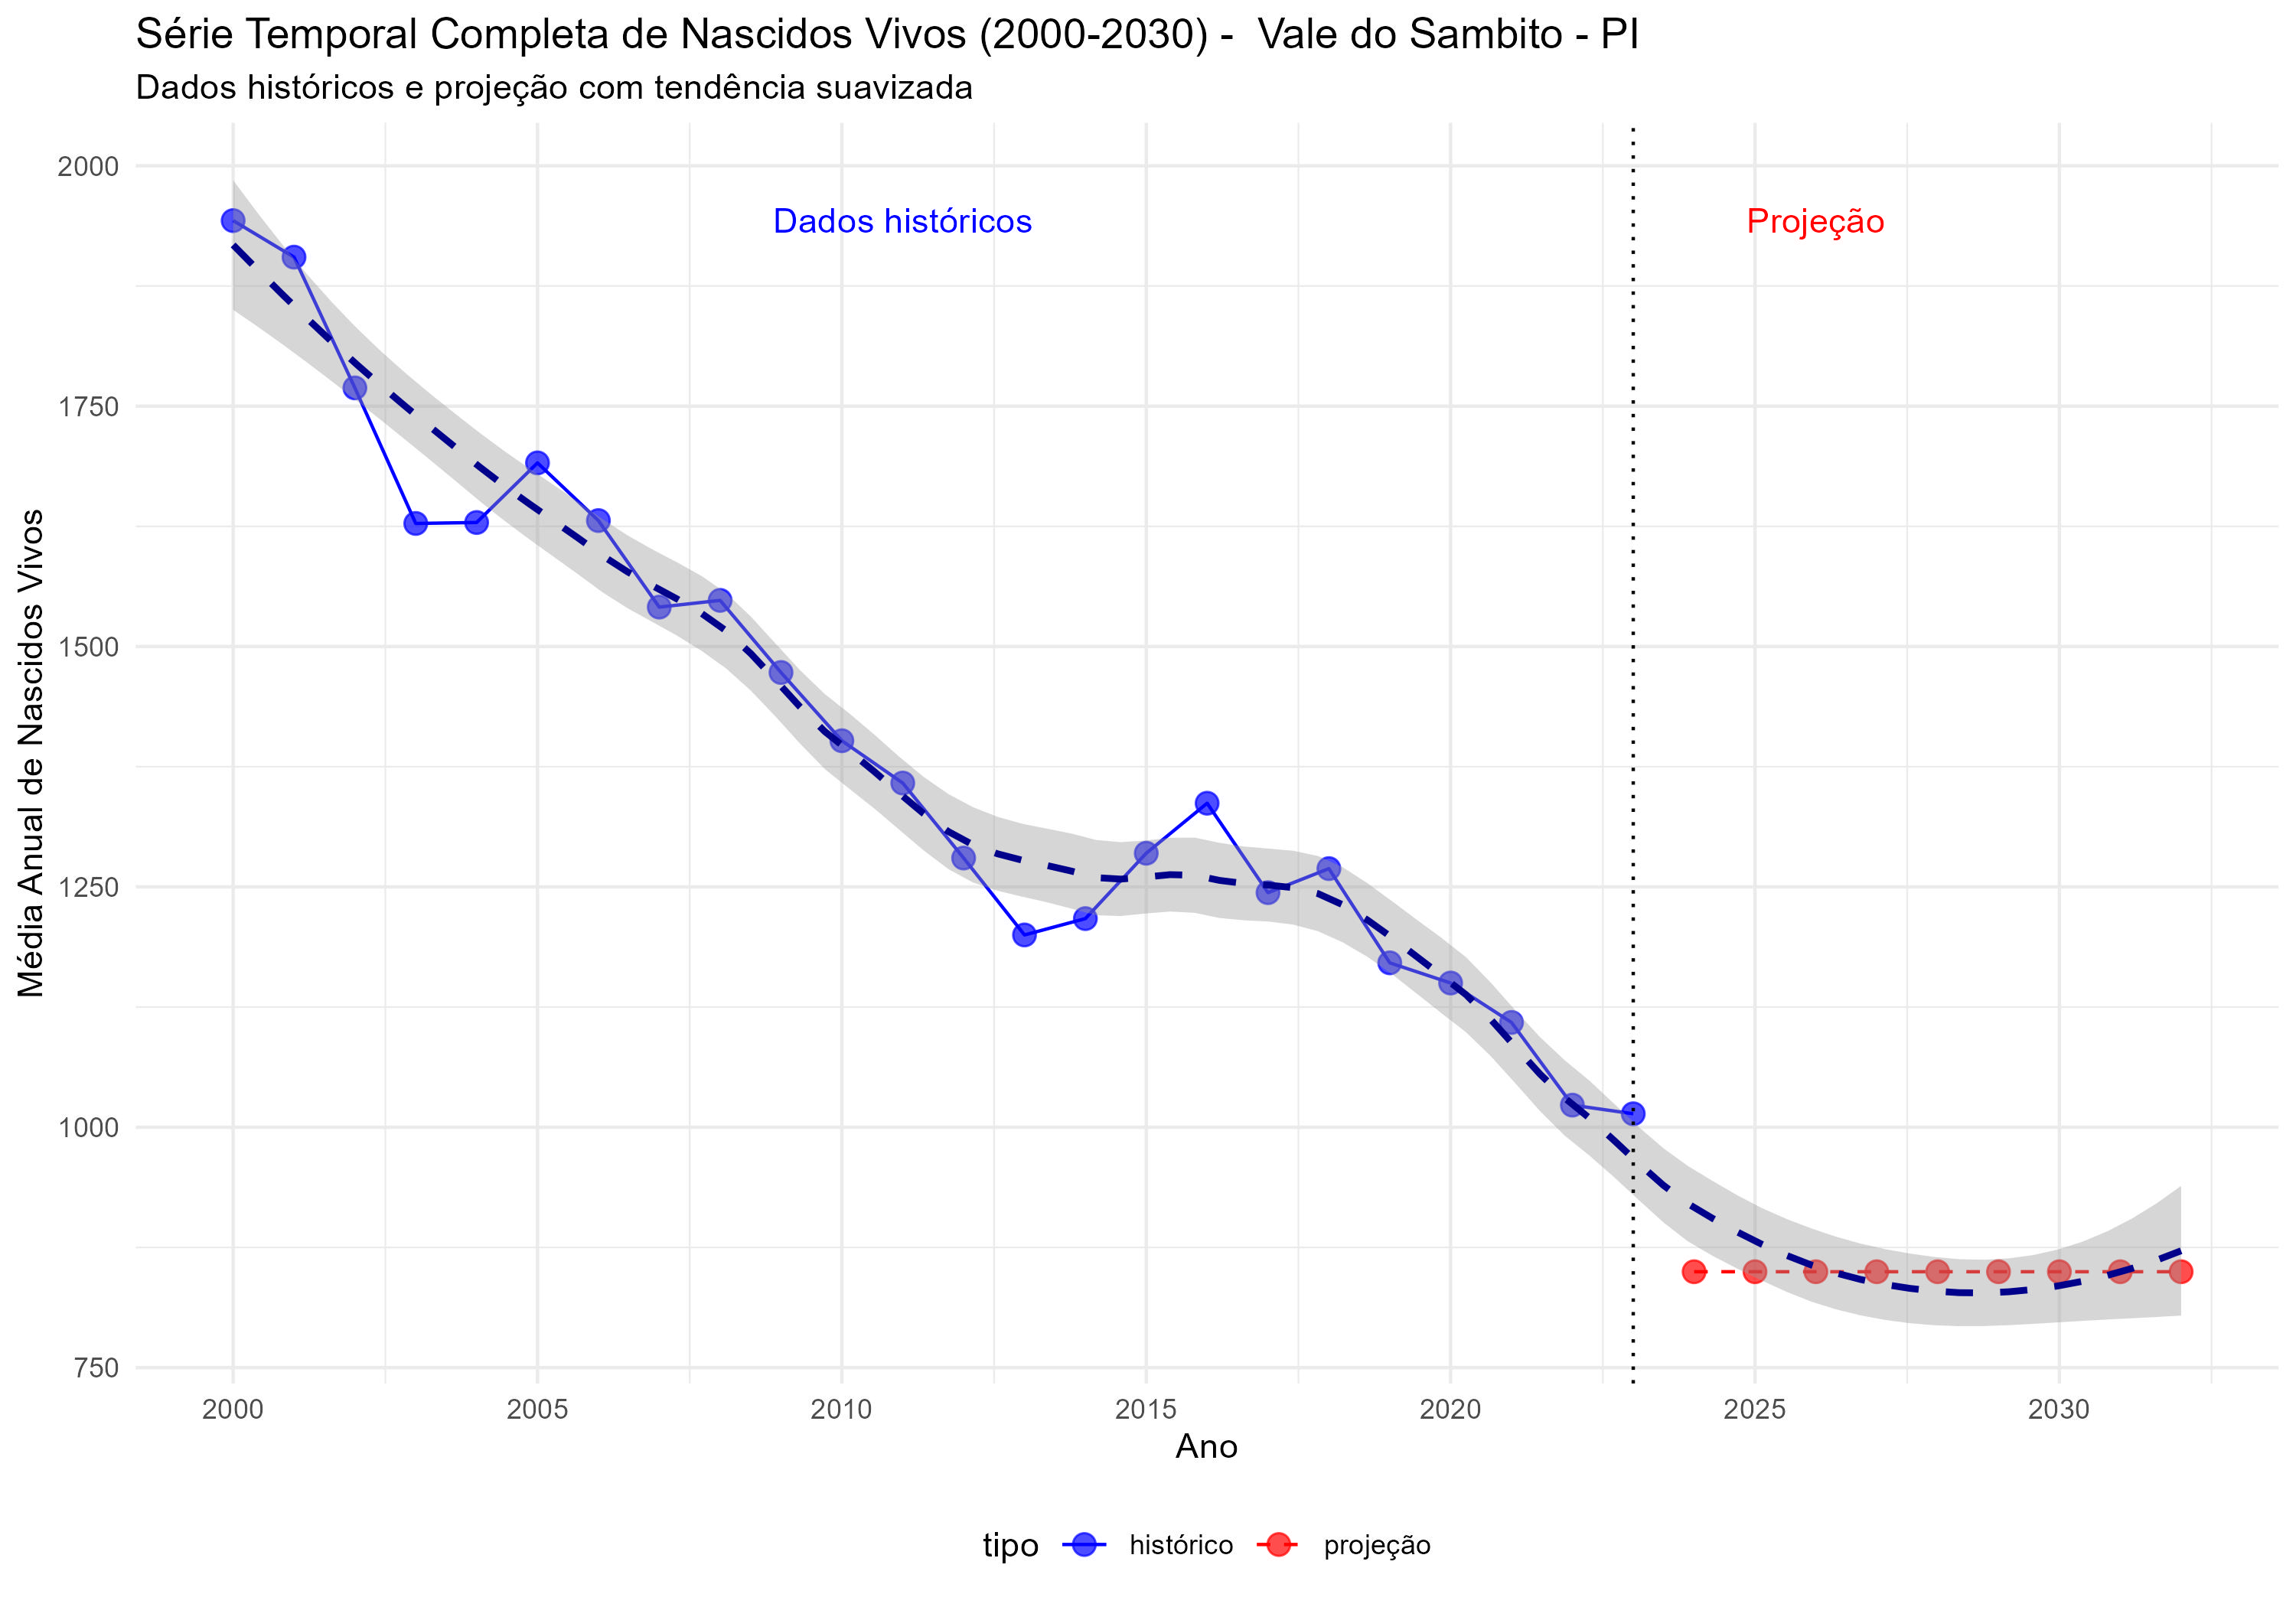 Série Temporal Completa de Nascidos Vivos (2000-2030) -  Vale do Sambito - PI
Dados históricos e projeção com tendência suavizada
Dados históricos
Projeção
Média Anual de Nascidos Vivos
2000
1750
1500
1250
1000
750
2000 2005 2010 2015 2020 2025 2030
Ano
tipo histórico projeção